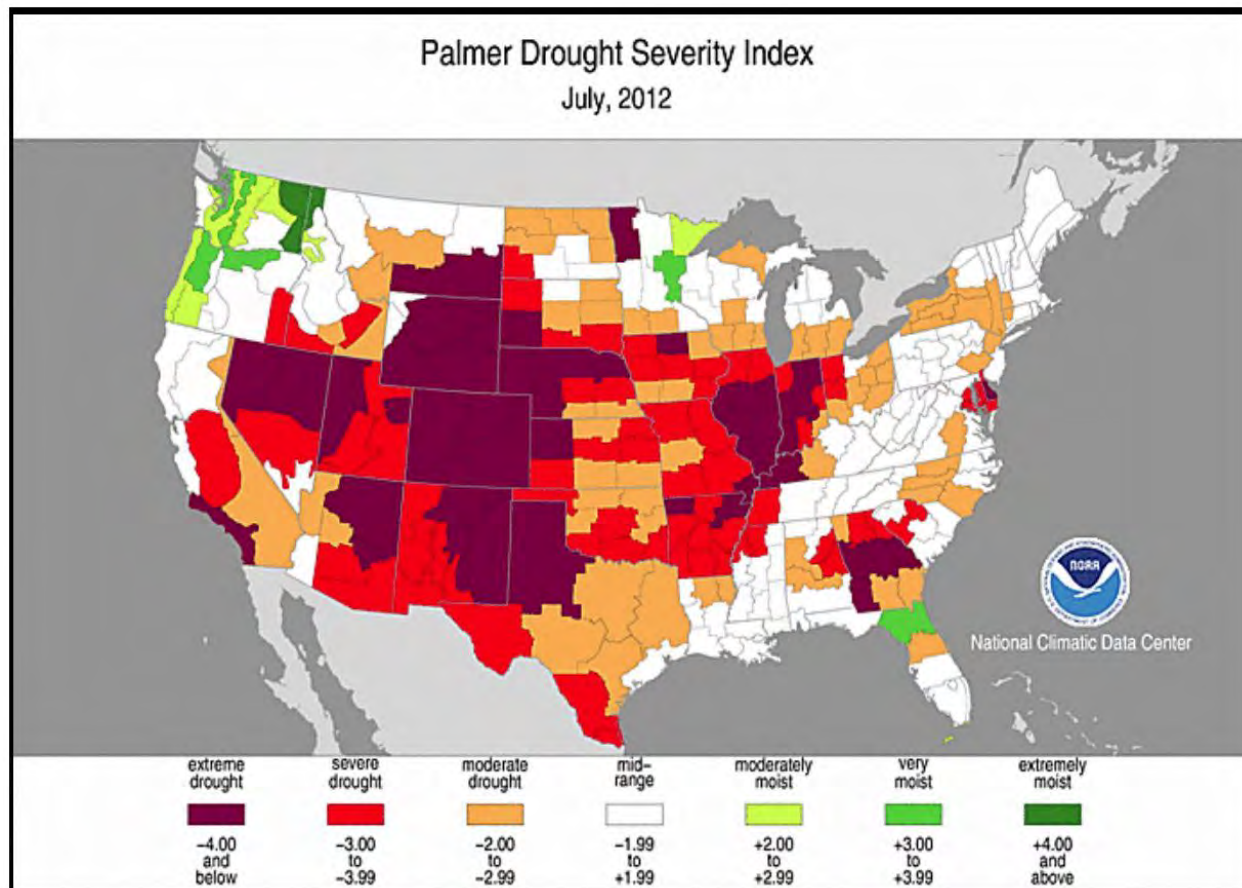 Palmer Drought Severity Index
July, 2012
NOAA
National Climatic Data Center
extreme drought
severe drought
moderate drought
mid-range
moderately moist
very moist
extremely moist
−4.00 and below
−3.00 to −3.99
−2.00 to −2.99
−1.99 to +1.99
+2.00 to +2.99
+3.00 to +3.99
+4.00 and above